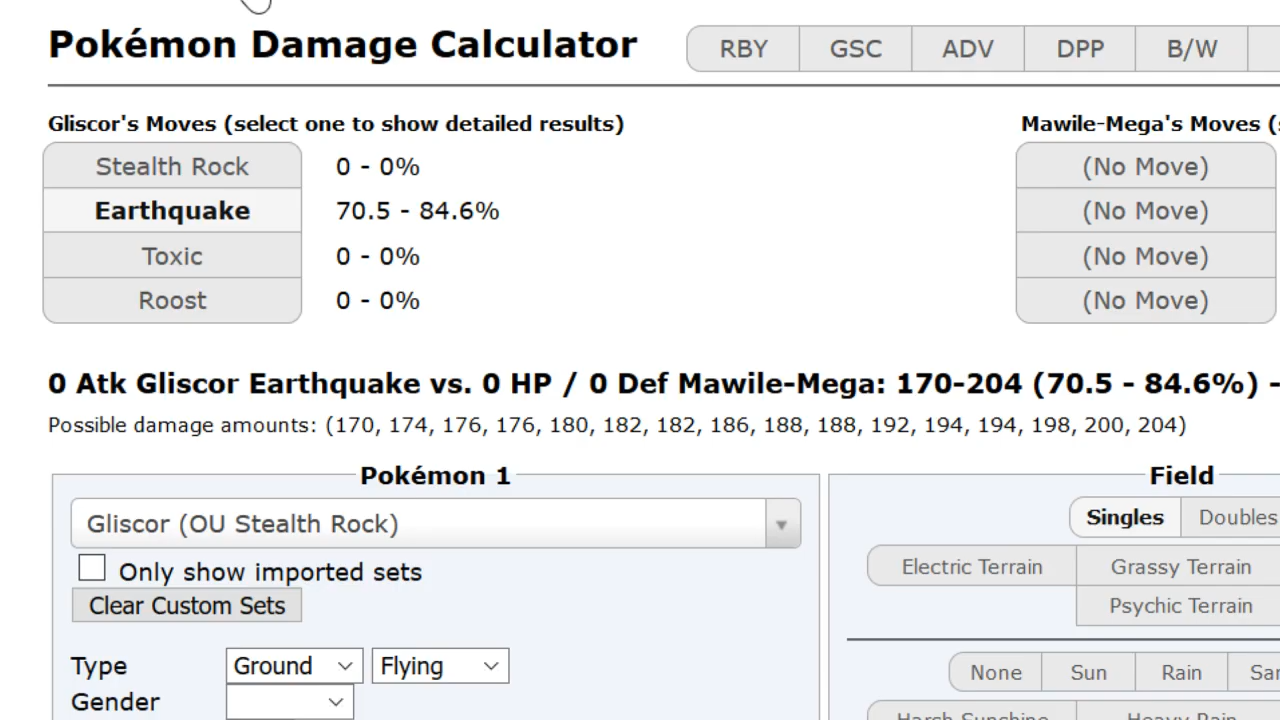 Pokémon Damage Calculator RBY GSC ADV DPP B/W
Gliscor's Moves (select one to show detailed results) Mawile-Mega's Moves (
Stealth Rock 0 - 0% (No Move)
Earthquake 70.5 - 84.6% (No Move)
Toxic 0 - 0% (No Move)
Roost 0 - 0% (No Move)
0 Atk Gliscor Earthquake vs. 0 HP / 0 Def Mawile-Mega: 170-204 (70.5 - 84.6%) -
Possible damage amounts: (170, 174, 176, 176, 180, 182, 182, 186, 188, 188, 192, 194, 194, 198, 200, 204)
Pokémon 1 Field
Gliscor (OU Stealth Rock) Singles Doubles
Only show imported sets Electric Terrain Grassy Terrain
Clear Custom Sets Psychic Terrain
Type Ground Flying None Sun Rain
Gender Harsh Sunshine Heavy Rain